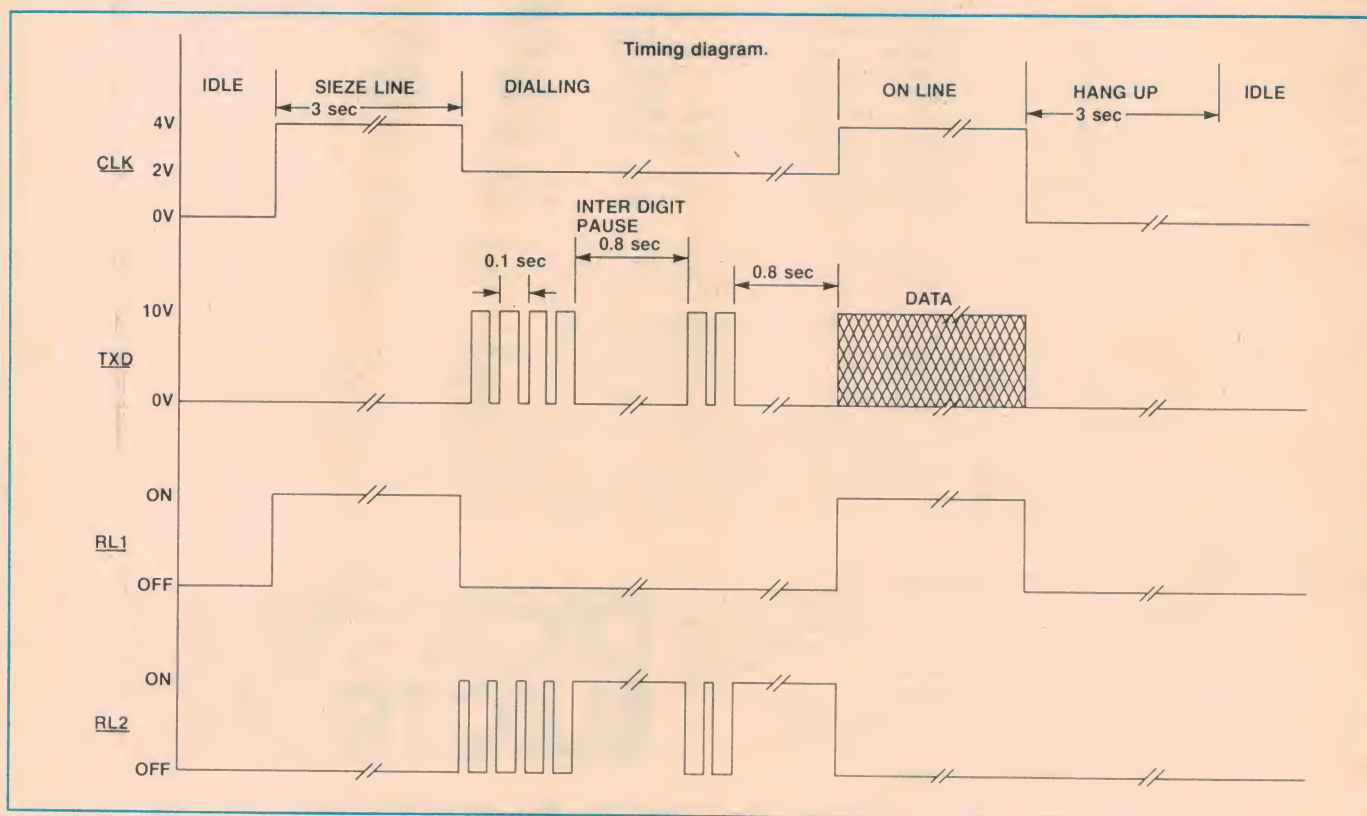 Timing diagram.
IDLE
SIEZE LINE
DIALLING
ON LINE
HANG UP
IDLE
3 sec
3 sec
4V
CLK
2V
0V
INTER DIGIT
PAUSE
0.8 sec
0.1 sec
0.8 sec
DATA
10V
TXD
0V
ON
RL1
OFF
ON
RL2
OFF